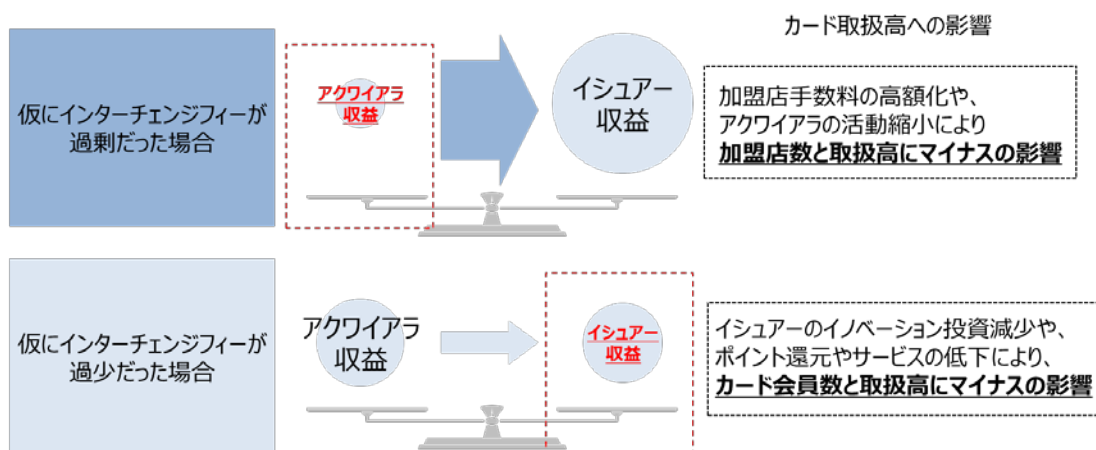 カード取扱高への影響
仮にインターチェンジフィーが
過剰だった場合
アクワイアラ
収益
イシュアー
収益
加盟店手数料の高額化や、
アクワイアラの活動縮小により
加盟店数と取扱高にマイナスの影響
仮にインターチェンジフィーが
過少だった場合
アクワイアラ
収益
イシュアー
収益
イシュアーのイノベーション投資減少や、
ポイント還元やサービスの低下により、
カード会員数と取扱高にマイナスの影響